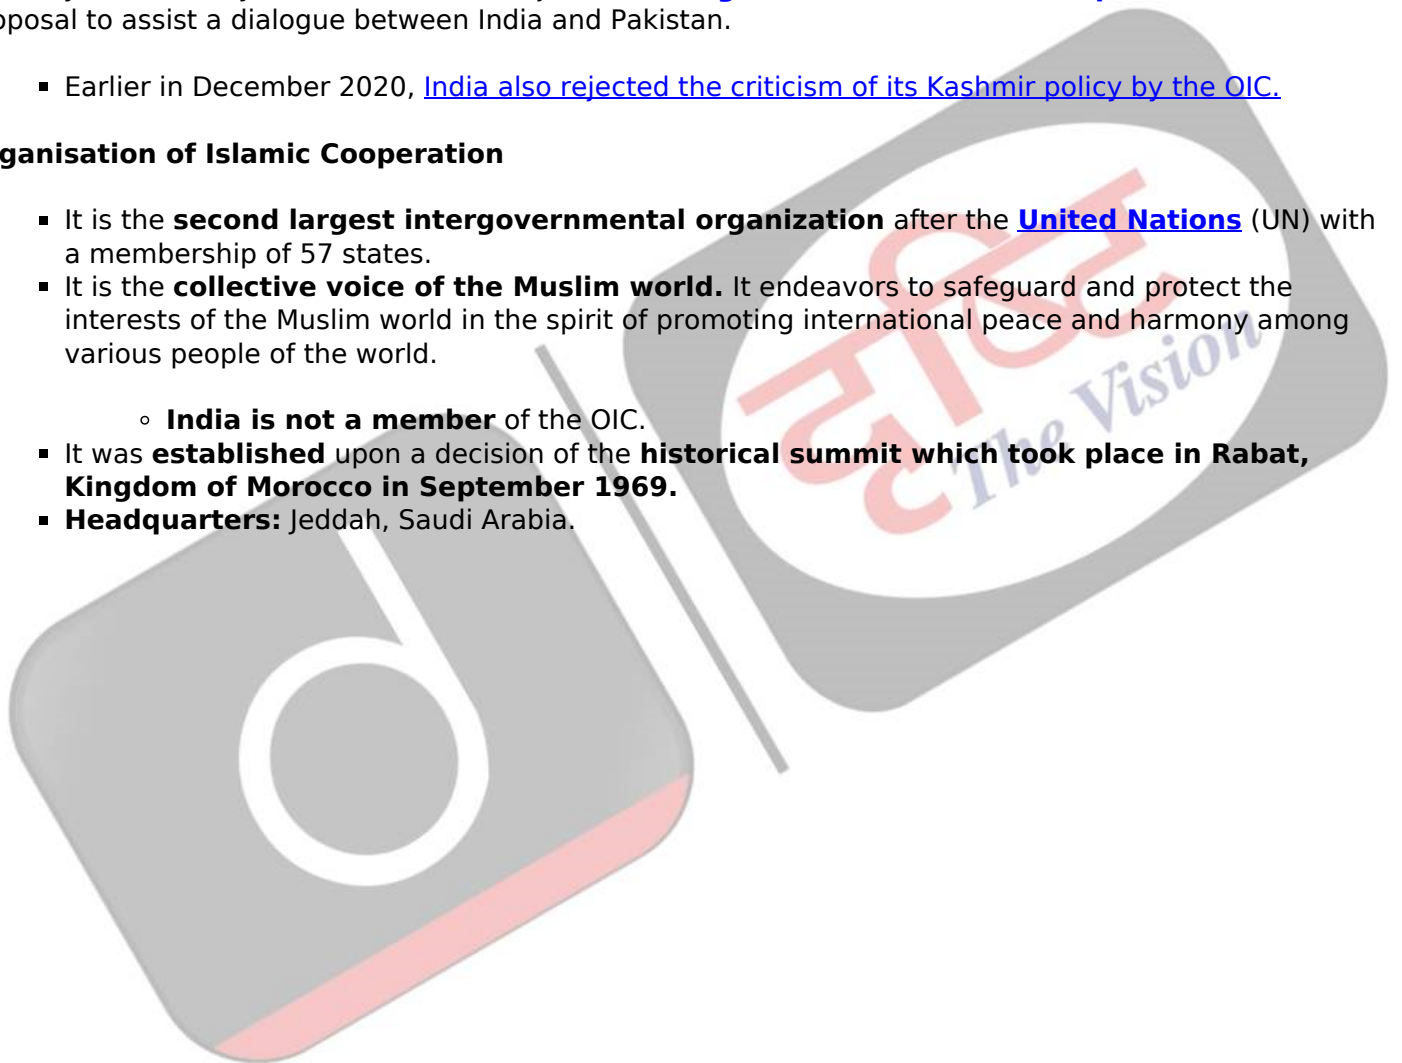 posal to assist a dialogue between India and Pakistan.
▪ Earlier in December 2020, India also rejected the criticism of its Kashmir policy by the OIC.
ganisation of Islamic Cooperation
▪ It is the second largest intergovernmental organization after the United Nations (UN) with
a membership of 57 states.
▪ It is the collective voice of the Muslim world. It endeavors to safeguard and protect the
interests of the Muslim world in the spirit of promoting international peace and harmony among
various people of the world.
◦ India is not a member of the OIC.
▪ It was established upon a decision of the historical summit which took place in Rabat,
Kingdom of Morocco in September 1969.
▪ Headquarters: Jeddah, Saudi Arabia.
दृष्टि
The Vision